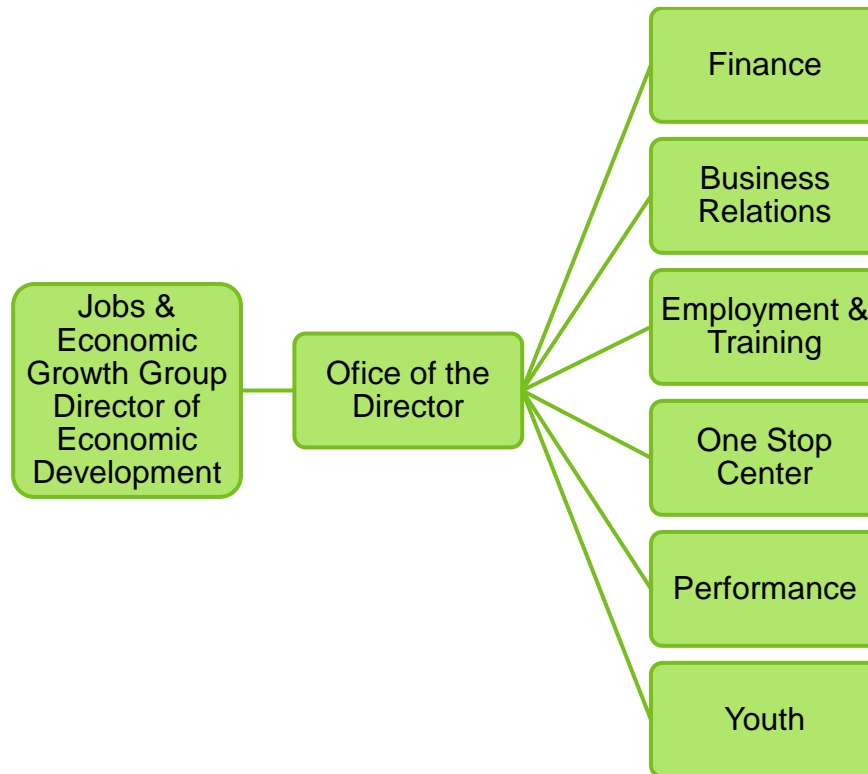 Jobs &
Economic
Growth Group
Director of
Economic
Development
Ofice of the
Director
Finance
Business
Relations
Employment &
Training
One Stop
Center
Performance
Youth